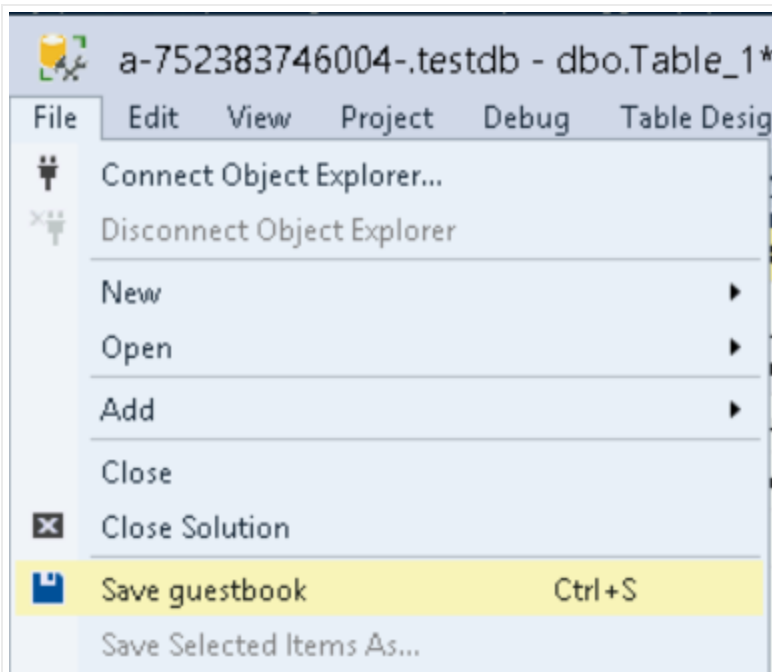 a-752383746004-.testdb - dbo.Table_1*
File Edit View Project Debug Table Desig
Connect Object Explorer...
Disconnect Object Explorer
New
Open
Add
Close
Close Solution
Save guestbook Ctrl+S
Save Selected Items As...